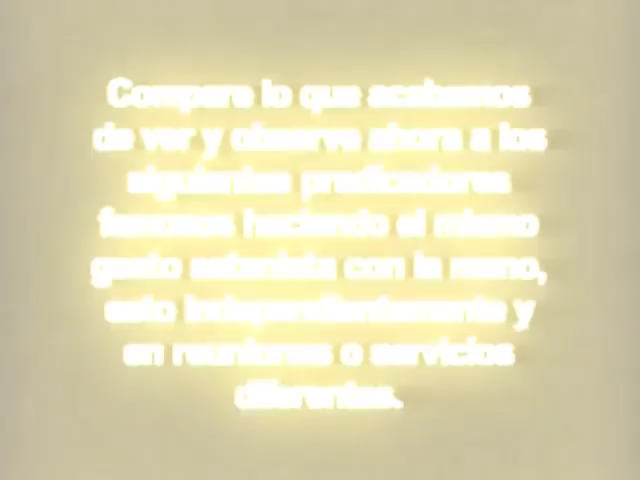 Compare lo que acabamos
de ver y observe ahora a los
siguientes predicadores
famosos haciendo el mismo
gesto satanista con la mano,
esto independientemente y
en reuniones o servicios
diferentes.